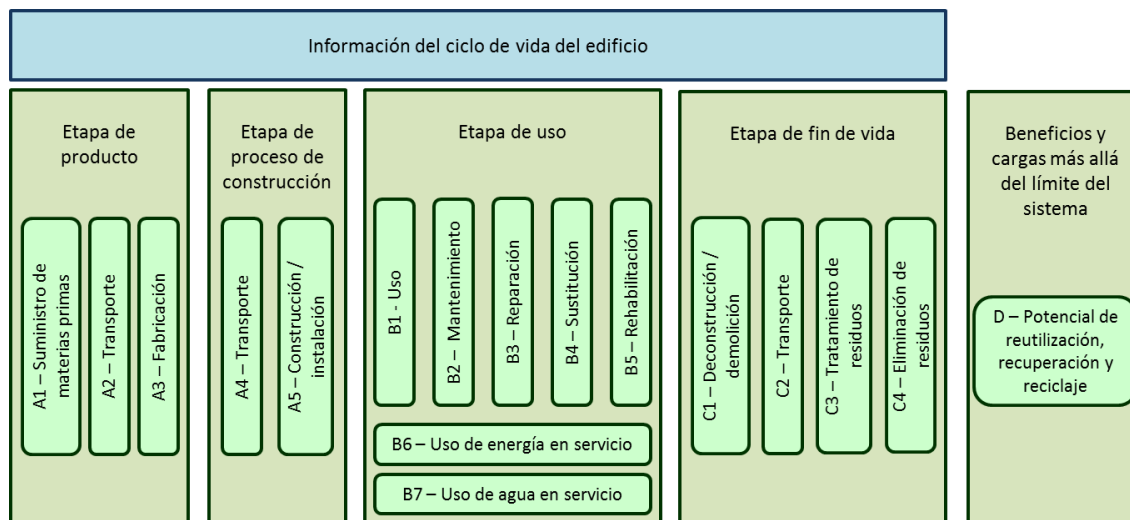 Información del ciclo de vida del edificio
Etapa de
producto
A1 – Suministro de
materias primas
A2 – Transporte
A3 – Fabricación
Etapa de
proceso de
construcción
A4 – Transporte
A5 – Construcción /
instalación
Etapa de uso
B1 - Uso
B2 – Mantenimiento
B3 – Reparación
B4 – Sustitución
B5 – Rehabilitación
B6 – Uso de energía en servicio
B7 – Uso de agua en servicio
Etapa de fin de vida
C1 – Deconstrucción /
demolición
C2 – Transporte
C3 – Tratamiento de
residuos
C4 – Eliminación de
residuos
Beneficios y
cargas más allá
del límite del
sistema
D – Potencial de
reutilización,
recuperación y
reciclaje